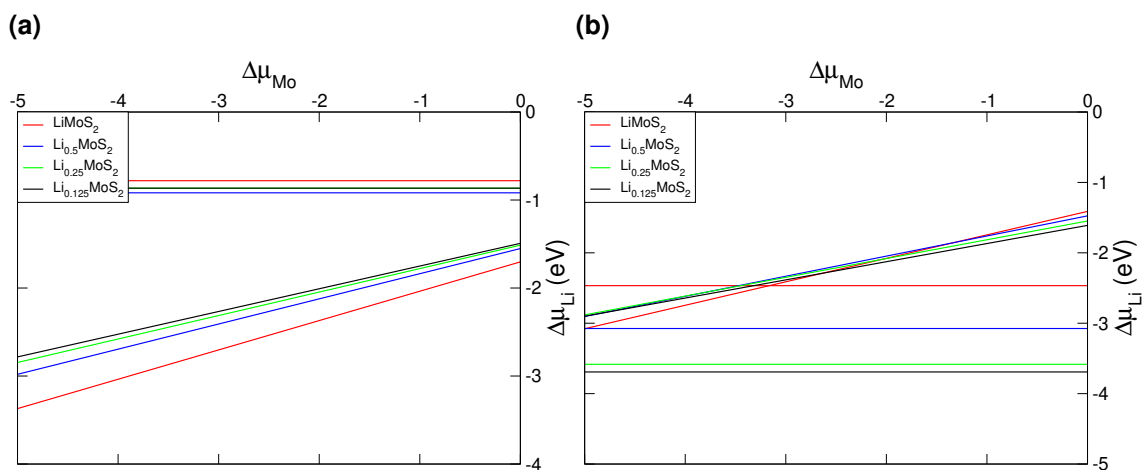 (a)
Δμ_Mo
-5 -4 -3 -2 -1 0
LiMoS₂
Li₀.₅MoS₂
Li₀.₂₅MoS₂
Li₀.₁₂₅MoS₂
0
-1
-2
-3
-4
Δμ_Li (eV)
(b)
Δμ_Mo
-5 -4 -3 -2 -1 0
LiMoS₂
Li₀.₅MoS₂
Li₀.₂₅MoS₂
Li₀.₁₂₅MoS₂
0
-1
-2
-3
-4
-5
Δμ_Li (eV)